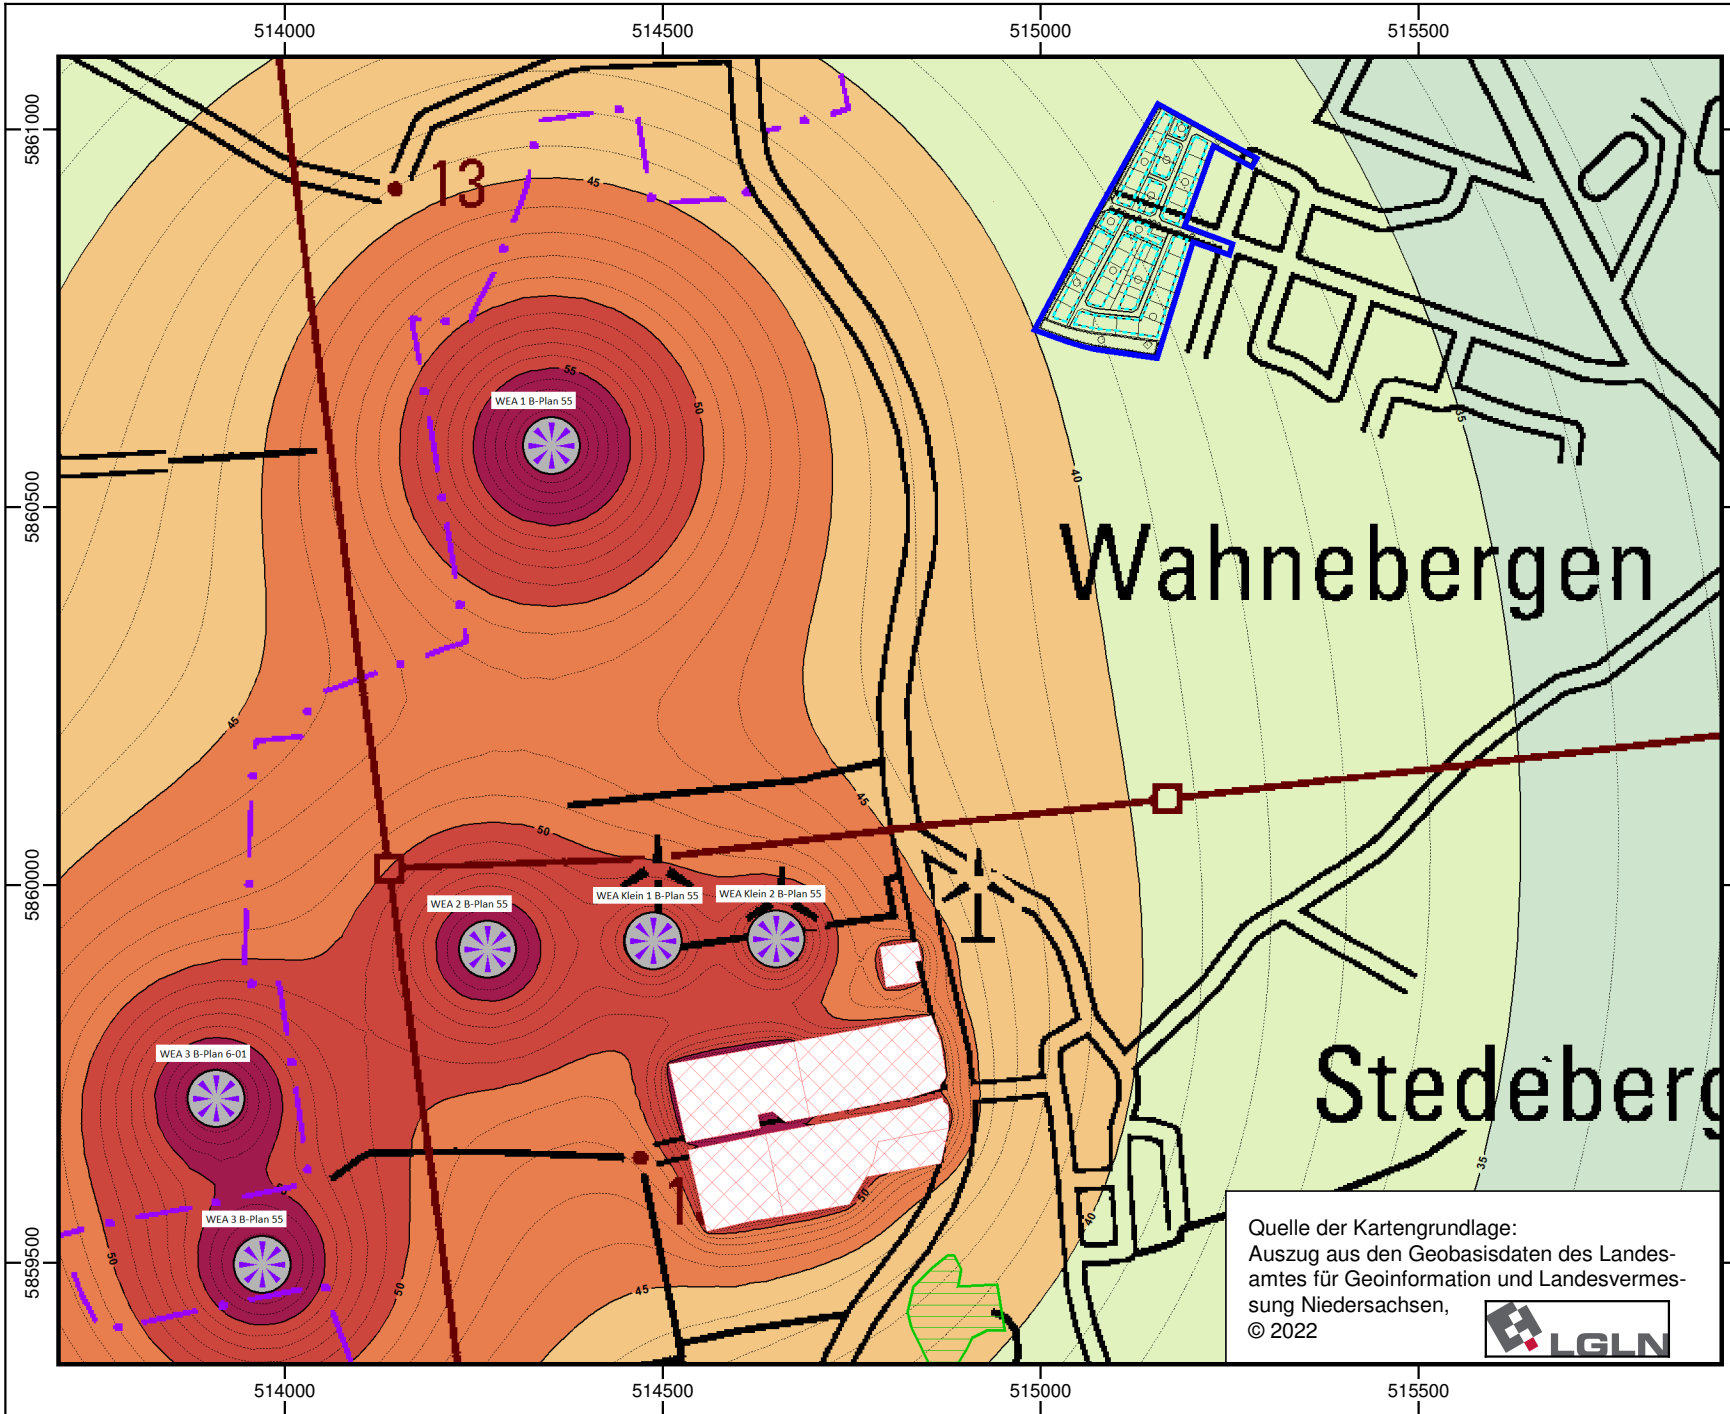 514000
514500
515000
515500
5861000
13
45
55
WEA 1 B-Plan 55
50
35
40
5860500
Wahnebergen
45
45
50
5860000
WEA 2 B-Plan 55
WEA Klein 1 B-Plan 55
WEA Klein 2 B-Plan 55
WEA 3 B-Plan 6-01
Stedeberg
35
1
50
WEA 3 B-Plan 55
40
50
50
45
5859500
Quelle der Kartengrundlage:
Auszug aus den Geobasisdaten des Landes-
amtes für Geoinformation und Landesvermes-
sung Niedersachsen,
© 2022
LGLN
514000
514500
515000
515500